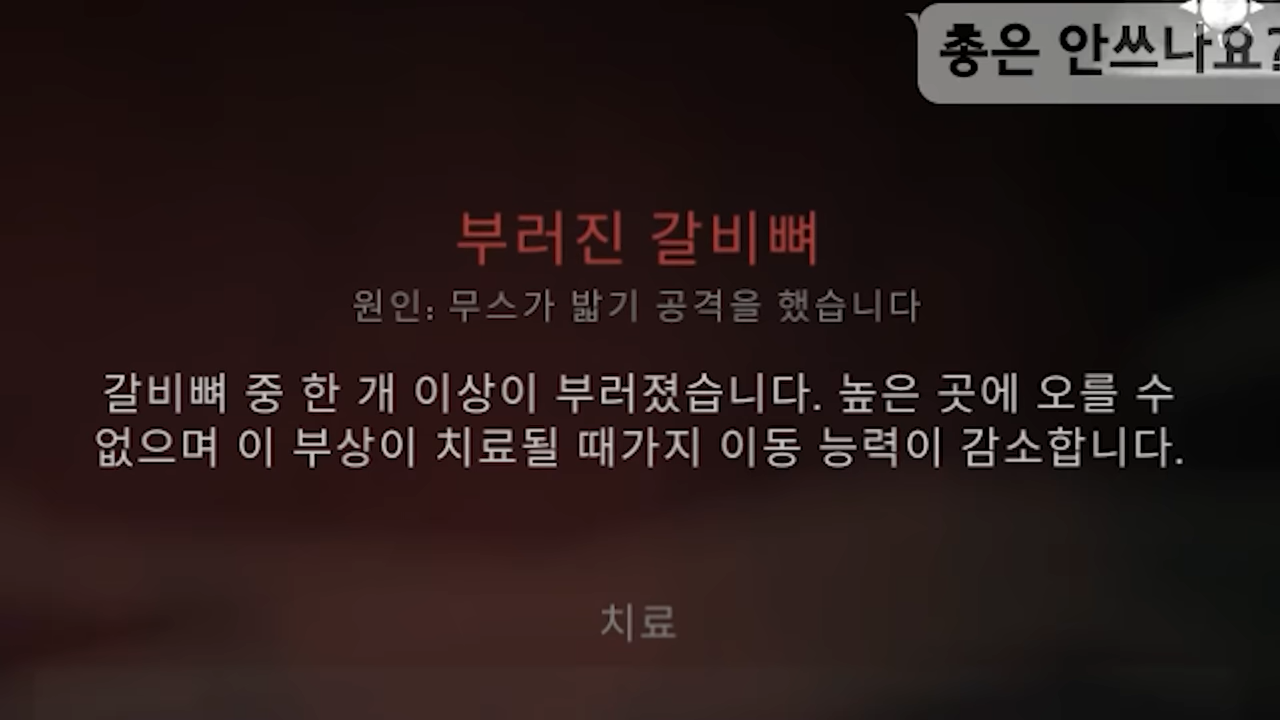 총은 안쓰나요?
부러진 갈비뼈
원인: 무스가 밟기 공격을 했습니다
갈비뼈 중 한 개 이상이 부러졌습니다. 높은 곳에 오를 수
없으며 이 부상이 치료될 때가지 이동 능력이 감소합니다.
치료